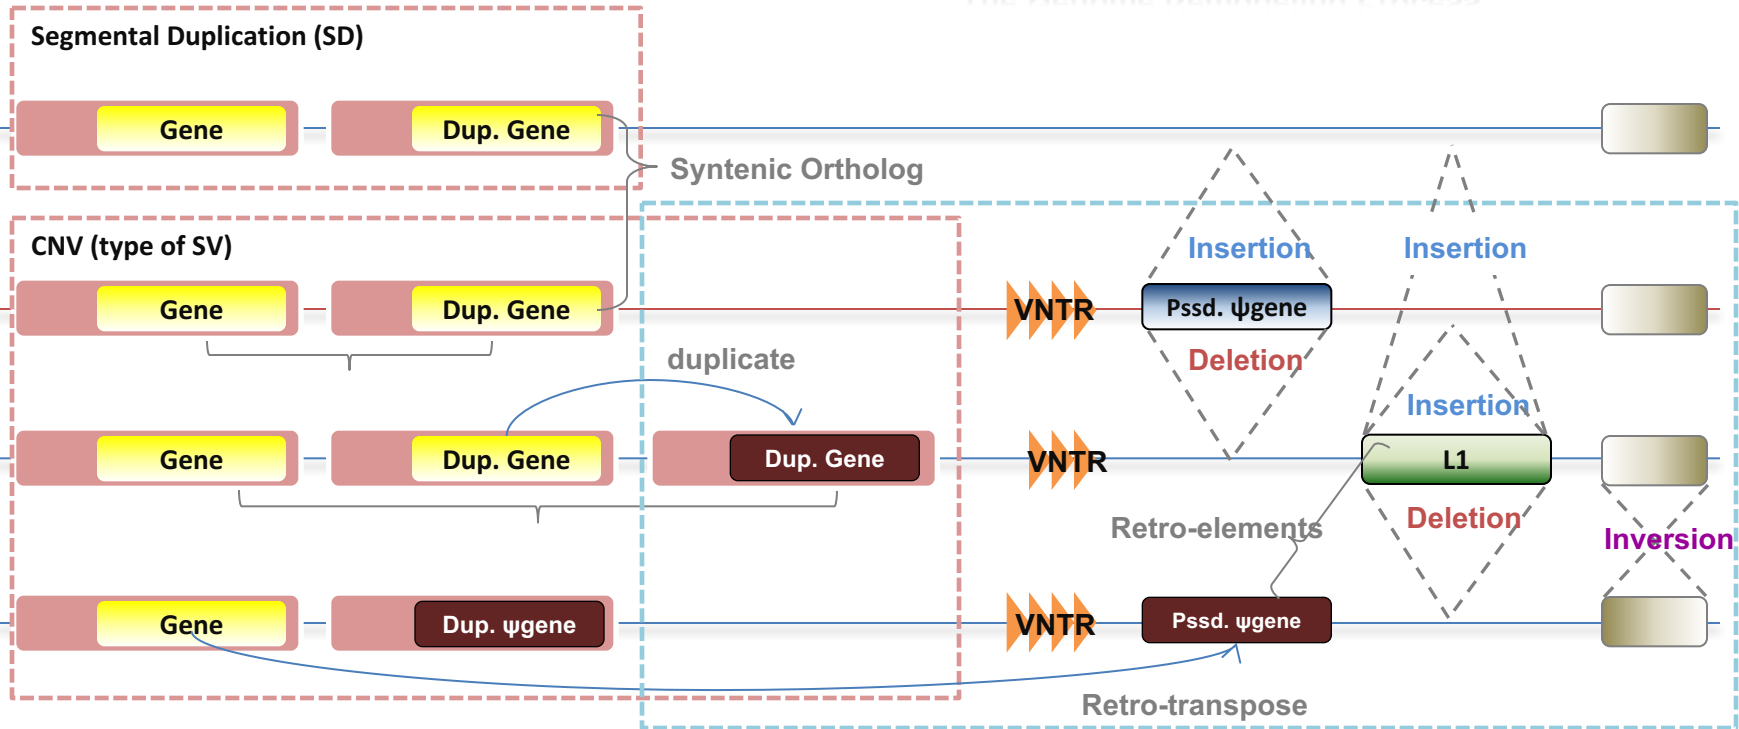 Segmental Duplication (SD)
Gene
Dup. Gene
Syntenic Ortholog
CNV (type of SV)
Insertion
Insertion
Gene
Dup. Gene
VNTR
Pssd. ψgene
duplicate
Deletion
Insertion
Gene
Dup. Gene
Dup. Gene
VNTR
L1
Retro-elements
Deletion
Inversion
Gene
Dup. ψgene
VNTR
Pssd. ψgene
Retro-transpose